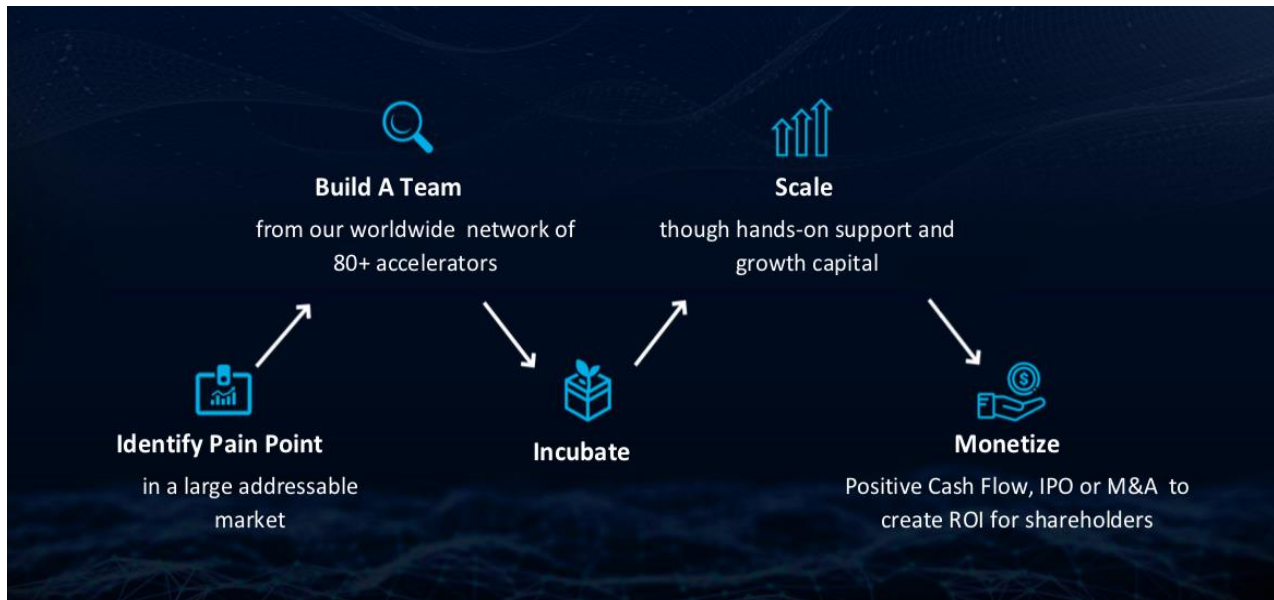 Identify Pain Point
in a large addressable
market
Build A Team
from our worldwide network of
80+ accelerators
Incubate
Scale
though hands-on support and
growth capital
Monetize
Positive Cash Flow, IPO or M&A to
create ROI for shareholders